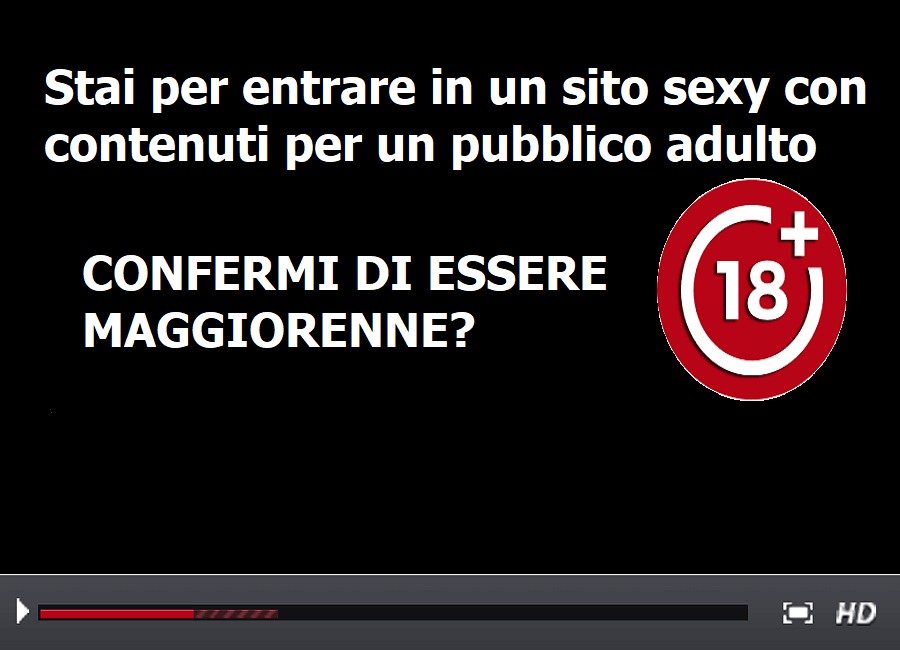 Stai per entrare in un sito sexy con
contenuti per un pubblico adulto
CONFERMI DI ESSERE
MAGGIORENNE?
18+
HD